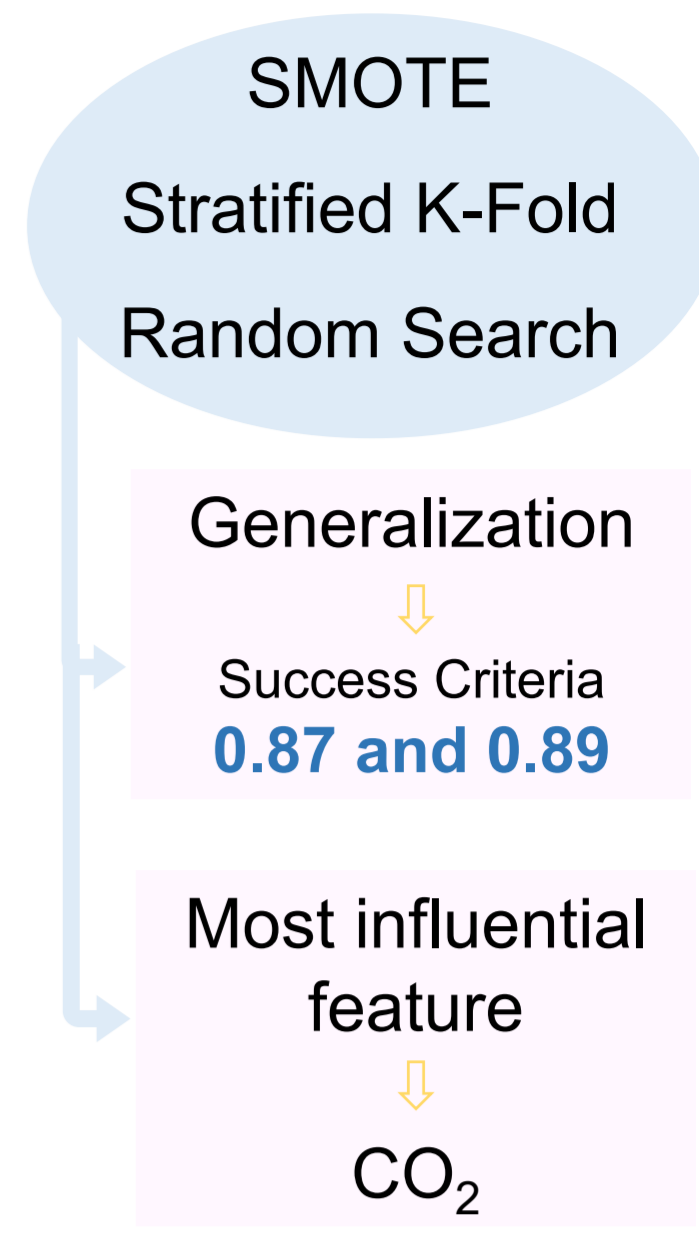 SMOTE
Stratified K-Fold
Random Search
Generalization
Success Criteria
0.87 and 0.89
Most influential
feature
CO₂